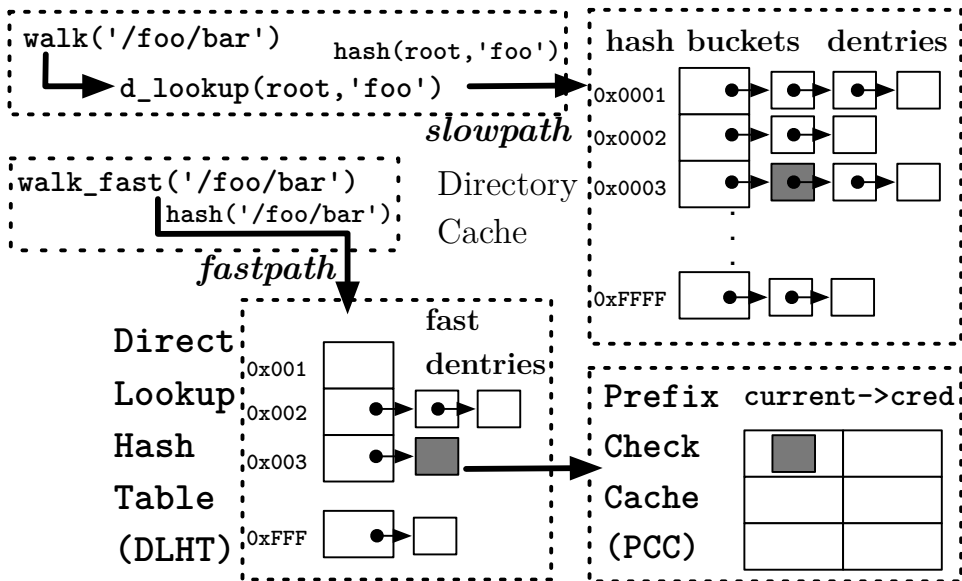 walk('/foo/bar')
hash(root,'foo')
d_lookup(root,'foo')
slowpath
hash buckets dentries
0x0001
0x0002
0x0003
0xFFFF
walk_fast('/foo/bar')
hash('/foo/bar')
fastpath
Directory
Cache
Direct
Lookup
Hash
Table
(DLHT)
fast
dentries
0x001
0x002
0x003
0xFFF
Prefix current->cred
Check
Cache
(PCC)